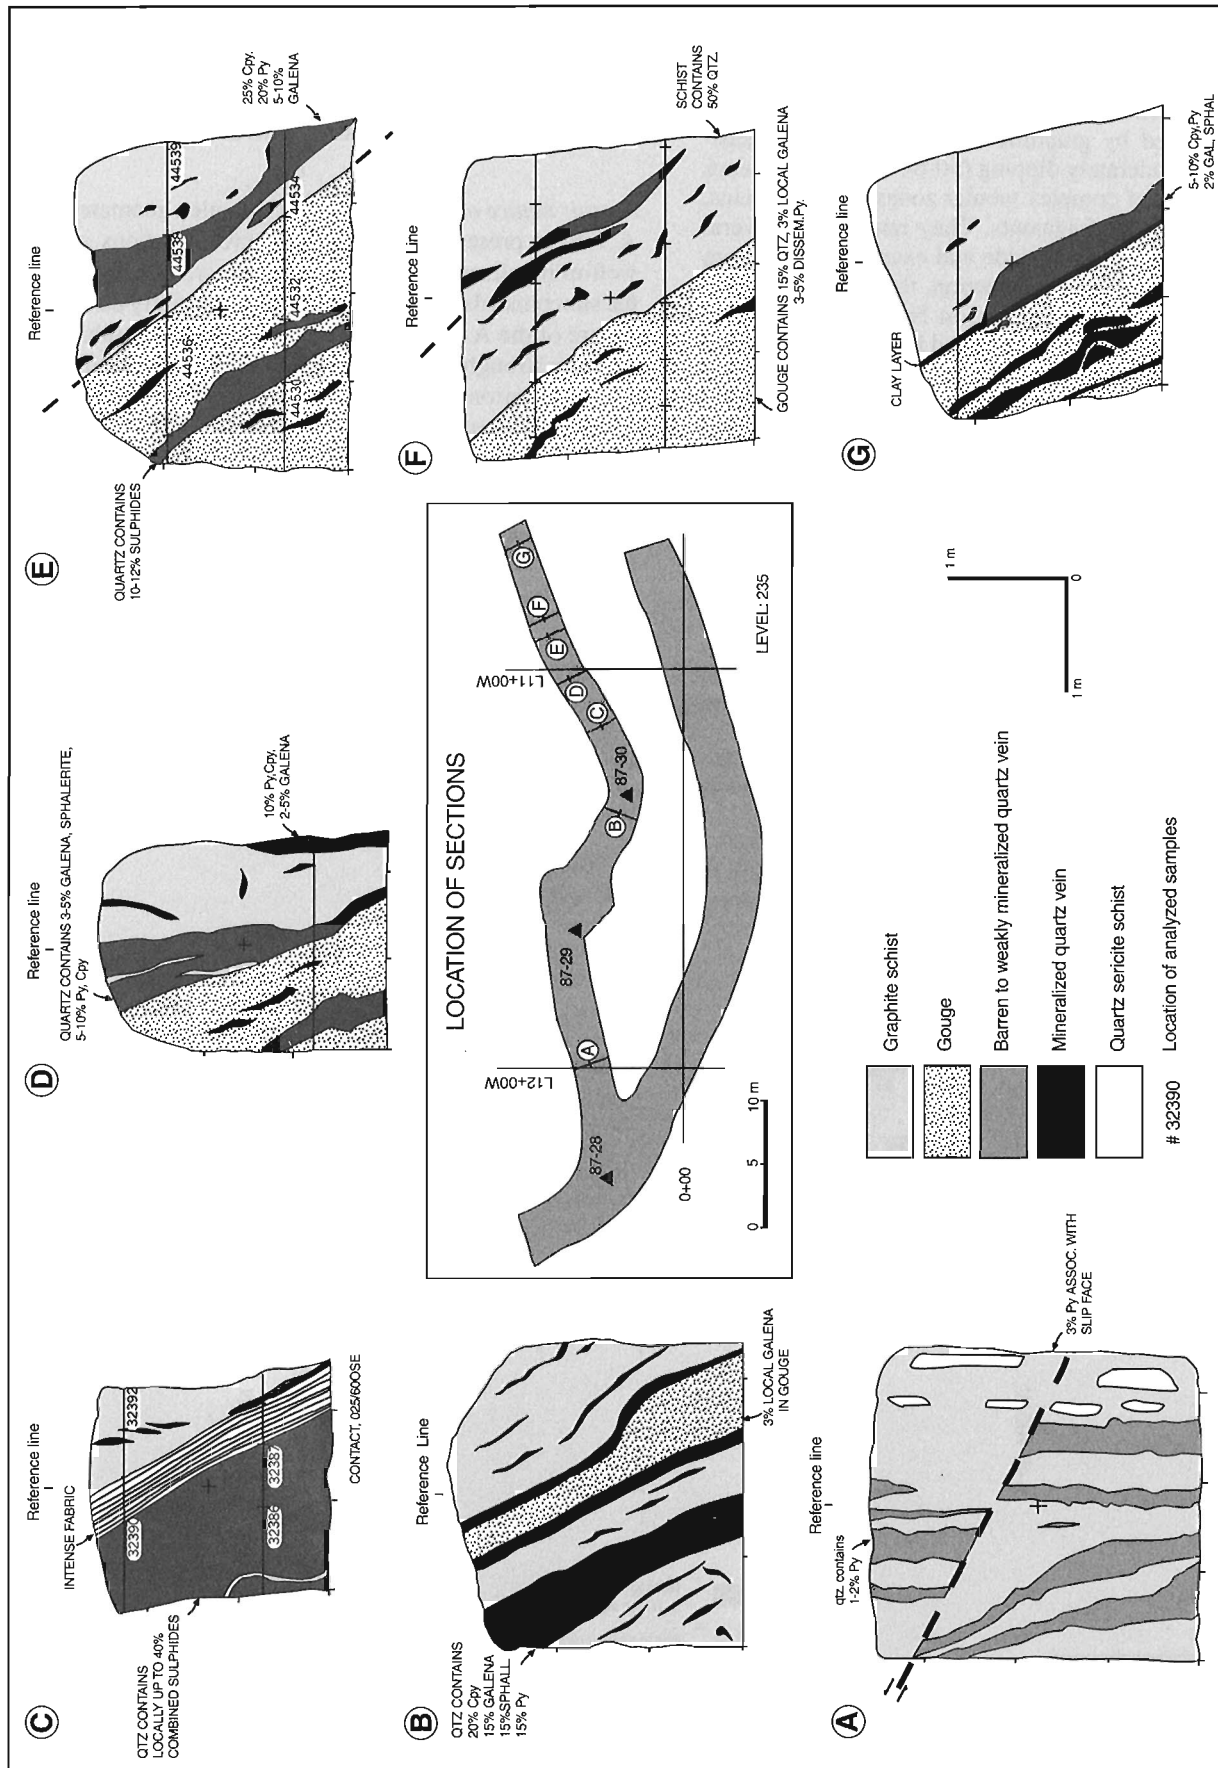 C
Reference line
INTENSE FABRIC
32390
32392
32386
32387
QTZ CONTAINS
LOCALLY UP TO 40%
COMBINED SULPHIDES
CONTACT. 025/60OSE
D
Reference line
QUARTZ CONTAINS 3-5% GALENA, SPHALERITE,
5-10% Py, Cpy
10% Py,Cpy,
2-5% GALENA
E
Reference line
QUARTZ CONTAINS
10-12% SULPHIDES
44536
44538
44539
44530
44532
44534
25% Cpy.
20% Py
5-10%
GALENA
B
Reference Line
QTZ CONTAINS
20% Cpy
15% GALENA
15%SPHALL
15% Py
3% LOCAL GALENA
IN GOUGE
LOCATION OF SECTIONS
L12+00W
L11+00W
87-28
87-29
87-30
A
B
C
D
E
F
G
0+00
0
5
10 m
LEVEL: 235
F
Reference Line
SCHIST
CONTAINS
50% QTZ.
GOUGE CONTAINS 15% QTZ, 3% LOCAL GALENA
3-5% DISSEM.Py.
A
Reference line
qtz. contains
1-2% Py
3% Py ASSOC. WITH
SLIP FACE
Graphite schist
Gouge
Barren to weakly mineralized quartz vein
Mineralized quartz vein
Quartz sericite schist
# 32390
Location of analyzed samples
1 m
1 m
0
G
Reference line
CLAY LAYER
5-10% Cpy,Py
2% GAL, SPHAL